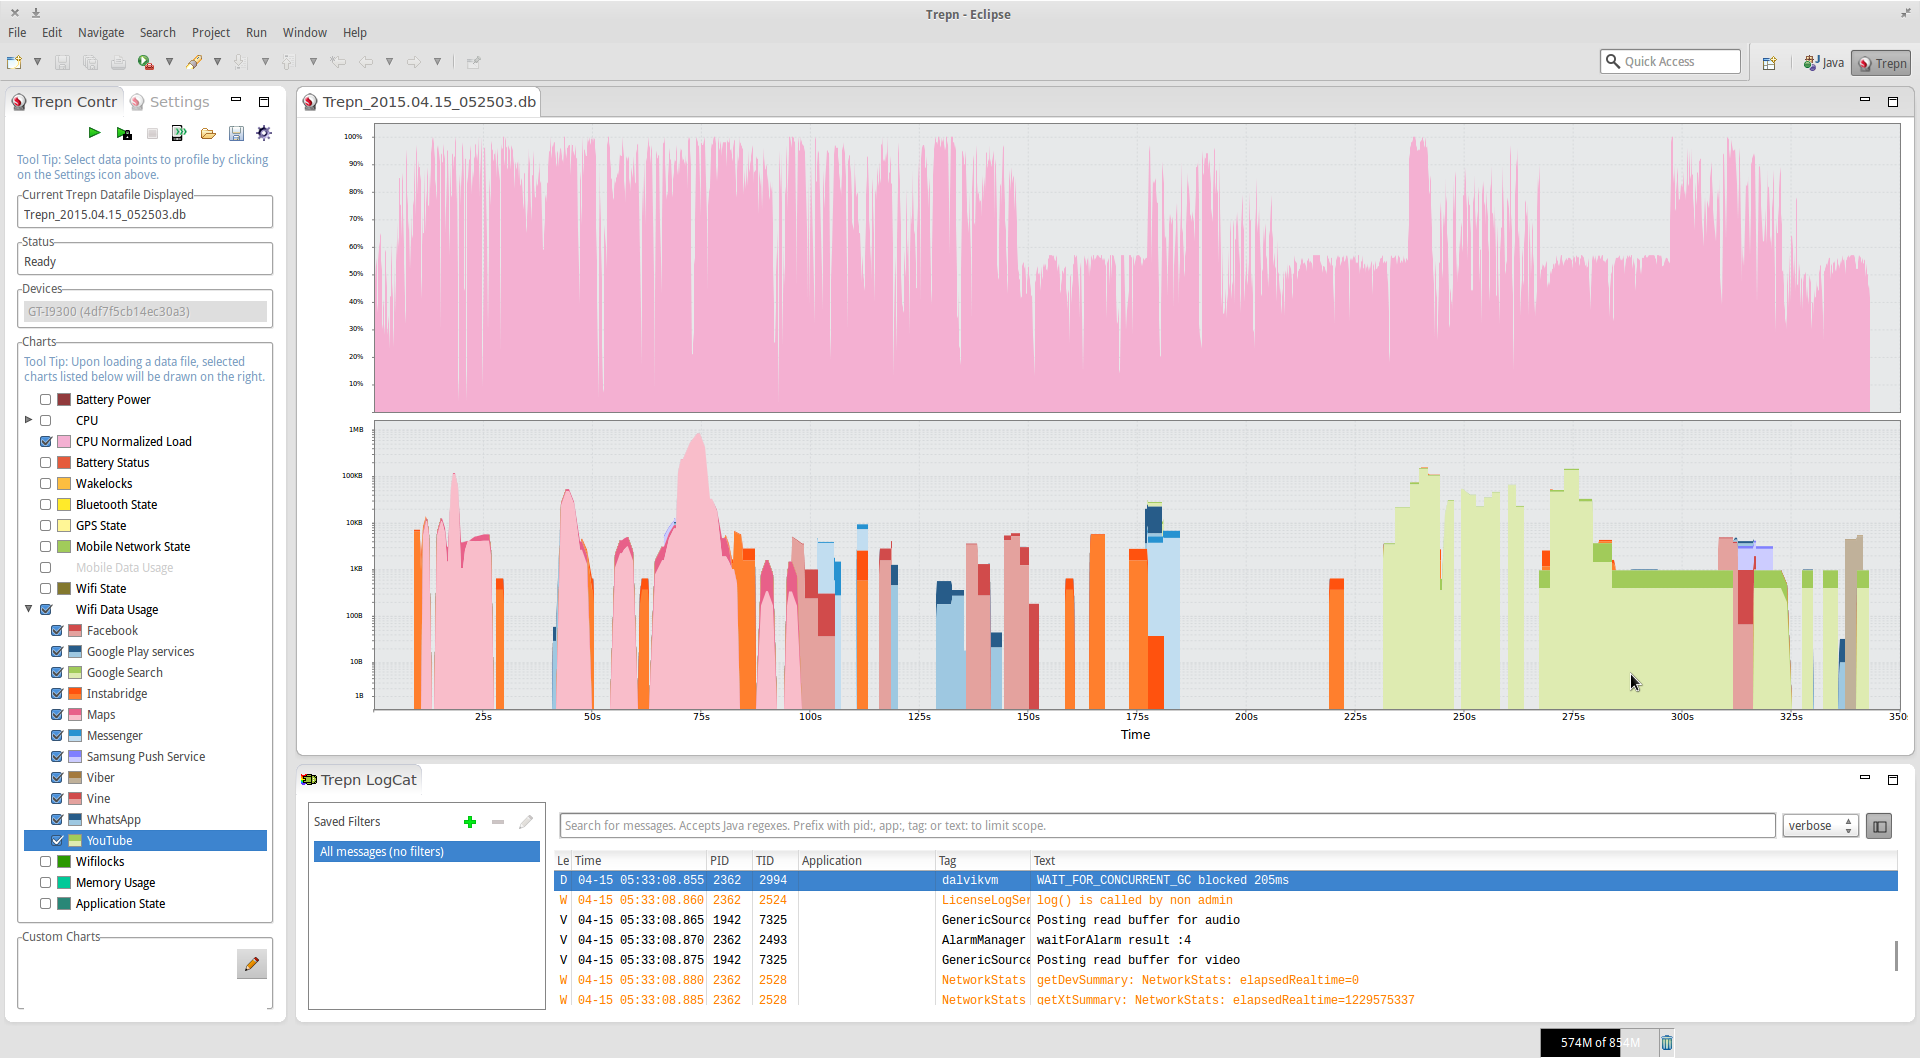 Trepn - Eclipse
File Edit Navigate Search Project Run Window Help
Quick Access
Java
Trepn
Trepn Contr
Settings
Tool Tip: Select data points to profile by clicking
on the Settings icon above.
Current Trepn Datafile Displayed
Trepn_2015.04.15_052503.db
Status
Ready
Devices
GT-I9300 (4df7f5cb14ec30a3)
Charts
Tool Tip: Upon loading a data file, selected
charts listed below will be drawn on the right.
Battery Power
CPU
CPU Normalized Load
Battery Status
Wakelocks
Bluetooth State
GPS State
Mobile Network State
Mobile Data Usage
Wifi State
Wifi Data Usage
Facebook
Google Play services
Google Search
Instabridge
Maps
Messenger
Samsung Push Service
Viber
Vine
WhatsApp
YouTube
Wifilocks
Memory Usage
Application State
Custom Charts
Trepn_2015.04.15_052503.db
100%
90%
80%
70%
60%
50%
40%
30%
20%
10%
1MB
100KB
10KB
1KB
100B
10B
1B
25s 50s 75s 100s 125s 150s 175s 200s 225s 250s 275s 300s 325s 350
Time
Trepn LogCat
Saved Filters
All messages (no filters)
Search for messages. Accepts Java regexes. Prefix with pid:, app:, tag: or text: to limit scope.
verbose
Le Time PID TID Application Tag Text
D 04-15 05:33:08.855 2362 2994 dalvikvm WAIT_FOR_CONCURRENT_GC blocked 205ms
W 04-15 05:33:08.860 2362 2524 LicenseLogSer log() is called by non admin
V 04-15 05:33:08.865 1942 7325 GenericSource Posting read buffer for audio
V 04-15 05:33:08.870 2362 2493 AlarmManager waitForAlarm result :4
V 04-15 05:33:08.875 1942 7325 GenericSource Posting read buffer for video
W 04-15 05:33:08.880 2362 2528 NetworkStats getDevSummary: NetworkStats: elapsedRealtime=0
W 04-15 05:33:08.885 2362 2528 NetworkStats getXtSummary: NetworkStats: elapsedRealtime=1229575337
574M of 854M